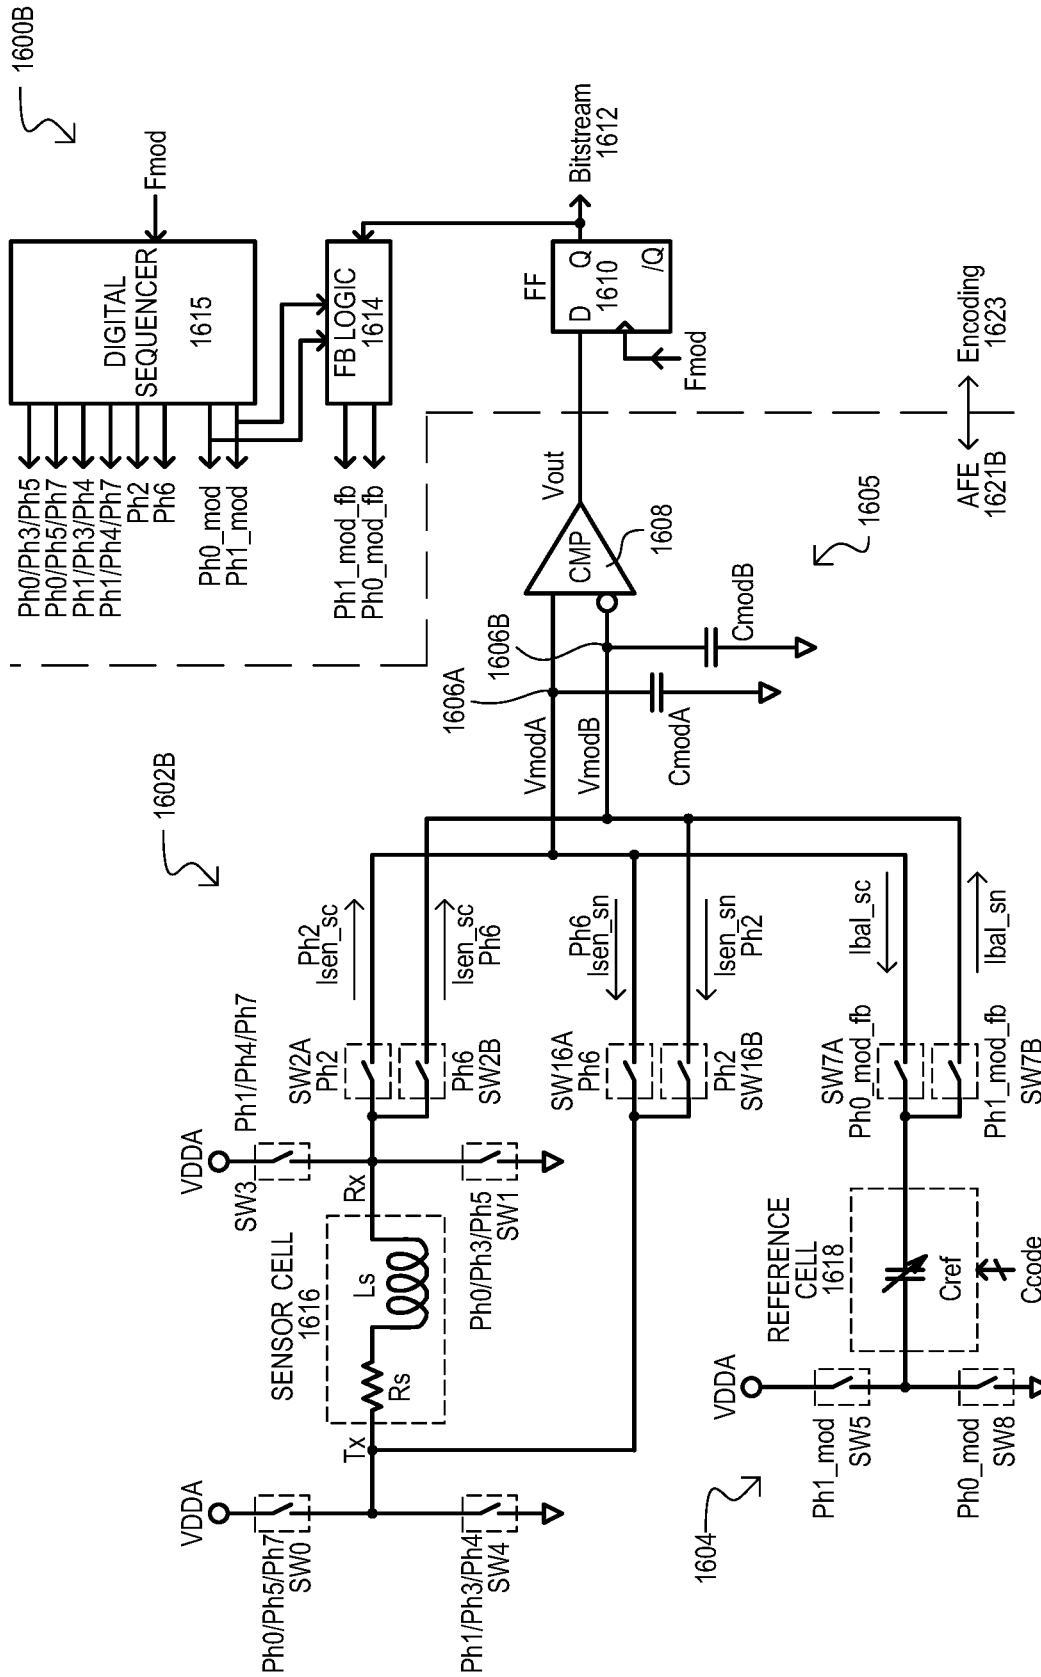 1600B
DIGITAL
SEQUENCER
1615
Fmod
Ph0/Ph3/Ph5
Ph0/Ph5/Ph7
Ph1/Ph3/Ph4
Ph1/Ph4/Ph7
Ph2
Ph6
Ph0_mod
Ph1_mod
FB LOGIC
1614
Ph1_mod_fb
Ph0_mod_fb
Bitstream
1612
FF
D
Q
1610
/Q
Fmod
AFE
1621B
Encoding
1623
1602B
VDDA
Ph0/Ph5/Ph7
SW0
Ph1/Ph3/Ph4
SW4
Tx
SENSOR CELL
1616
Rs
Ls
Rx
VDDA
SW3
Ph1/Ph4/Ph7
Ph0/Ph3/Ph5
SW1
SW2A
Ph2
Ph6
SW2B
Ph2
Isen_sc
Isen_sc
Ph6
SW16A
Ph6
Ph2
SW16B
Ph6
Isen_sn
Isen_sn
Ph2
VmodA
VmodB
1606A
1606B
CmodA
CmodB
CMP
1608
Vout
1605
1604
VDDA
Ph1_mod
SW5
Ph0_mod
SW8
REFERENCE
CELL
1618
Cref
Ccode
SW7A
Ph0_mod_fb
Ph1_mod_fb
SW7B
Ibal_sc
Ibal_sn